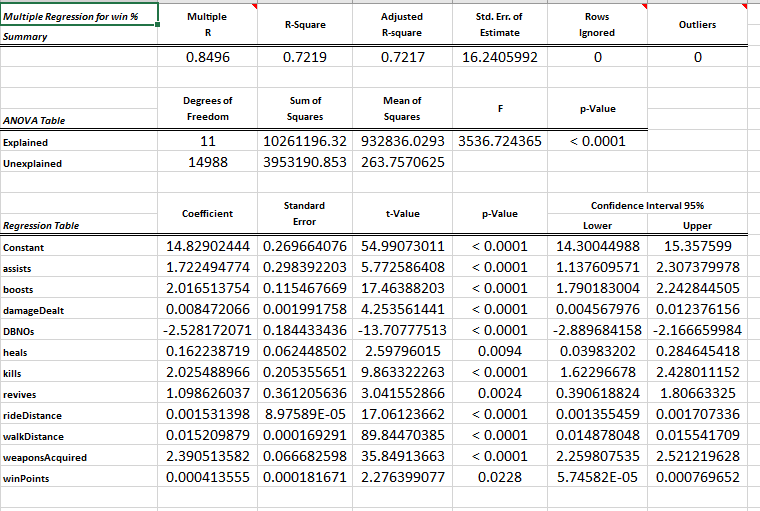 Multiple Regression for win %
Multiple R-Square Adjusted Std. Err. of Rows Outliers
Summary R R-square Estimate Ignored
0.8496 0.7219 0.7217 16.2405992 0 0
Degrees of Sum of Mean of F p-Value
ANOVA Table Freedom Squares Squares
Explained 11 10261196.32 932836.0293 3536.724365 < 0.0001
Unexplained 14988 3953190.853 263.7570625
Coefficient Standard t-Value p-Value Confidence Interval 95%
Regression Table Error Lower Upper
Constant 14.82902444 0.269664076 54.99073011 < 0.0001 14.30044988 15.357599
assists 1.722494774 0.298392203 5.772586408 < 0.0001 1.137609571 2.307379978
boosts 2.016513754 0.115467669 17.46388203 < 0.0001 1.790183004 2.242844505
damageDealt 0.008472066 0.001991758 4.253561441 < 0.0001 0.004567976 0.012376156
DBNOs -2.528172071 0.184433436 -13.70777513 < 0.0001 -2.889684158 -2.166659984
heals 0.162238719 0.062448502 2.59796015 0.0094 0.03983202 0.284645418
kills 2.025488966 0.205355651 9.863322263 < 0.0001 1.62296678 2.428011152
revives 1.098626037 0.361205636 3.041552866 0.0024 0.390618824 1.80663325
rideDistance 0.001531398 8.97589E-05 17.06123662 < 0.0001 0.001355459 0.001707336
walkDistance 0.015209879 0.000169291 89.84470385 < 0.0001 0.014878048 0.015541709
weaponsAcquired 2.390513582 0.066682598 35.84913663 < 0.0001 2.259807535 2.521219628
winPoints 0.000413555 0.000181671 2.276399077 0.0228 5.74582E-05 0.000769652